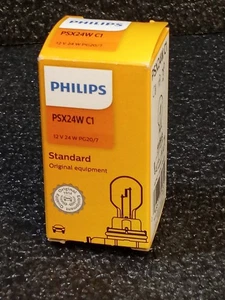 PHILIPS
PSX24W C1
12 V 24 W PG20/7
Standard
Original equipment